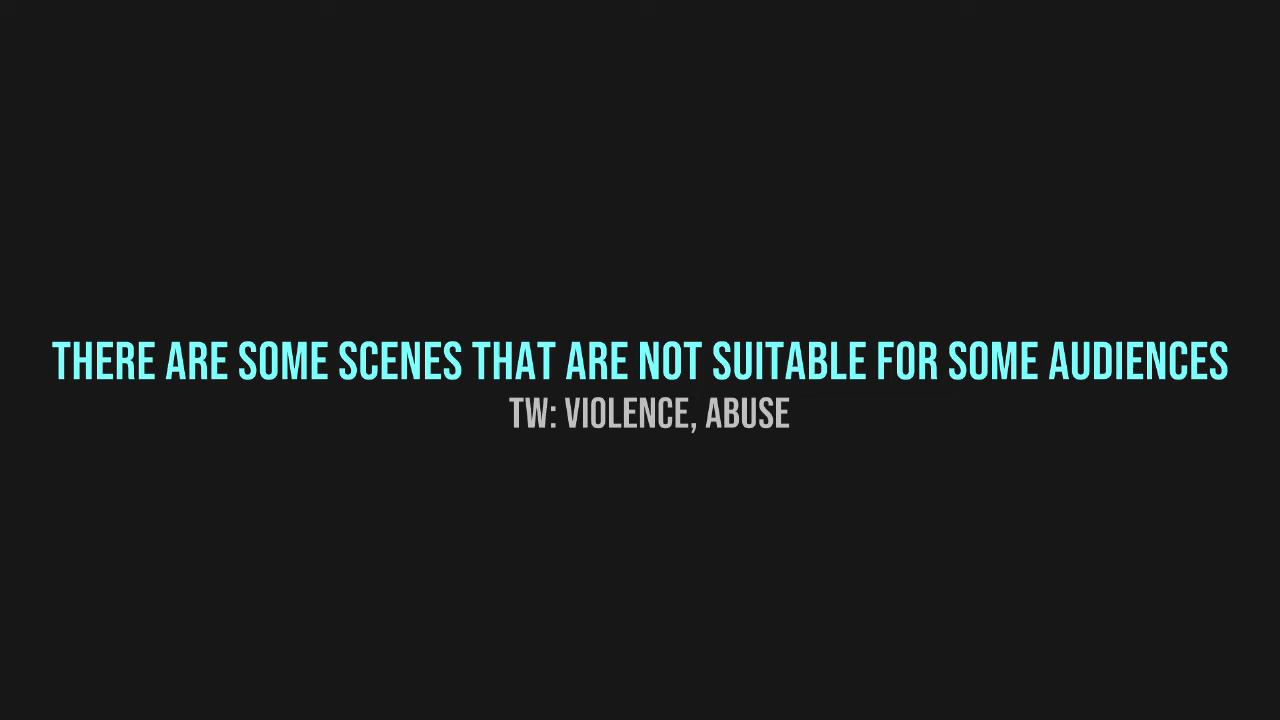 THERE ARE SOME SCENES THAT ARE NOT SUITABLE FOR SOME AUDIENCES
TW: VIOLENCE, ABUSE